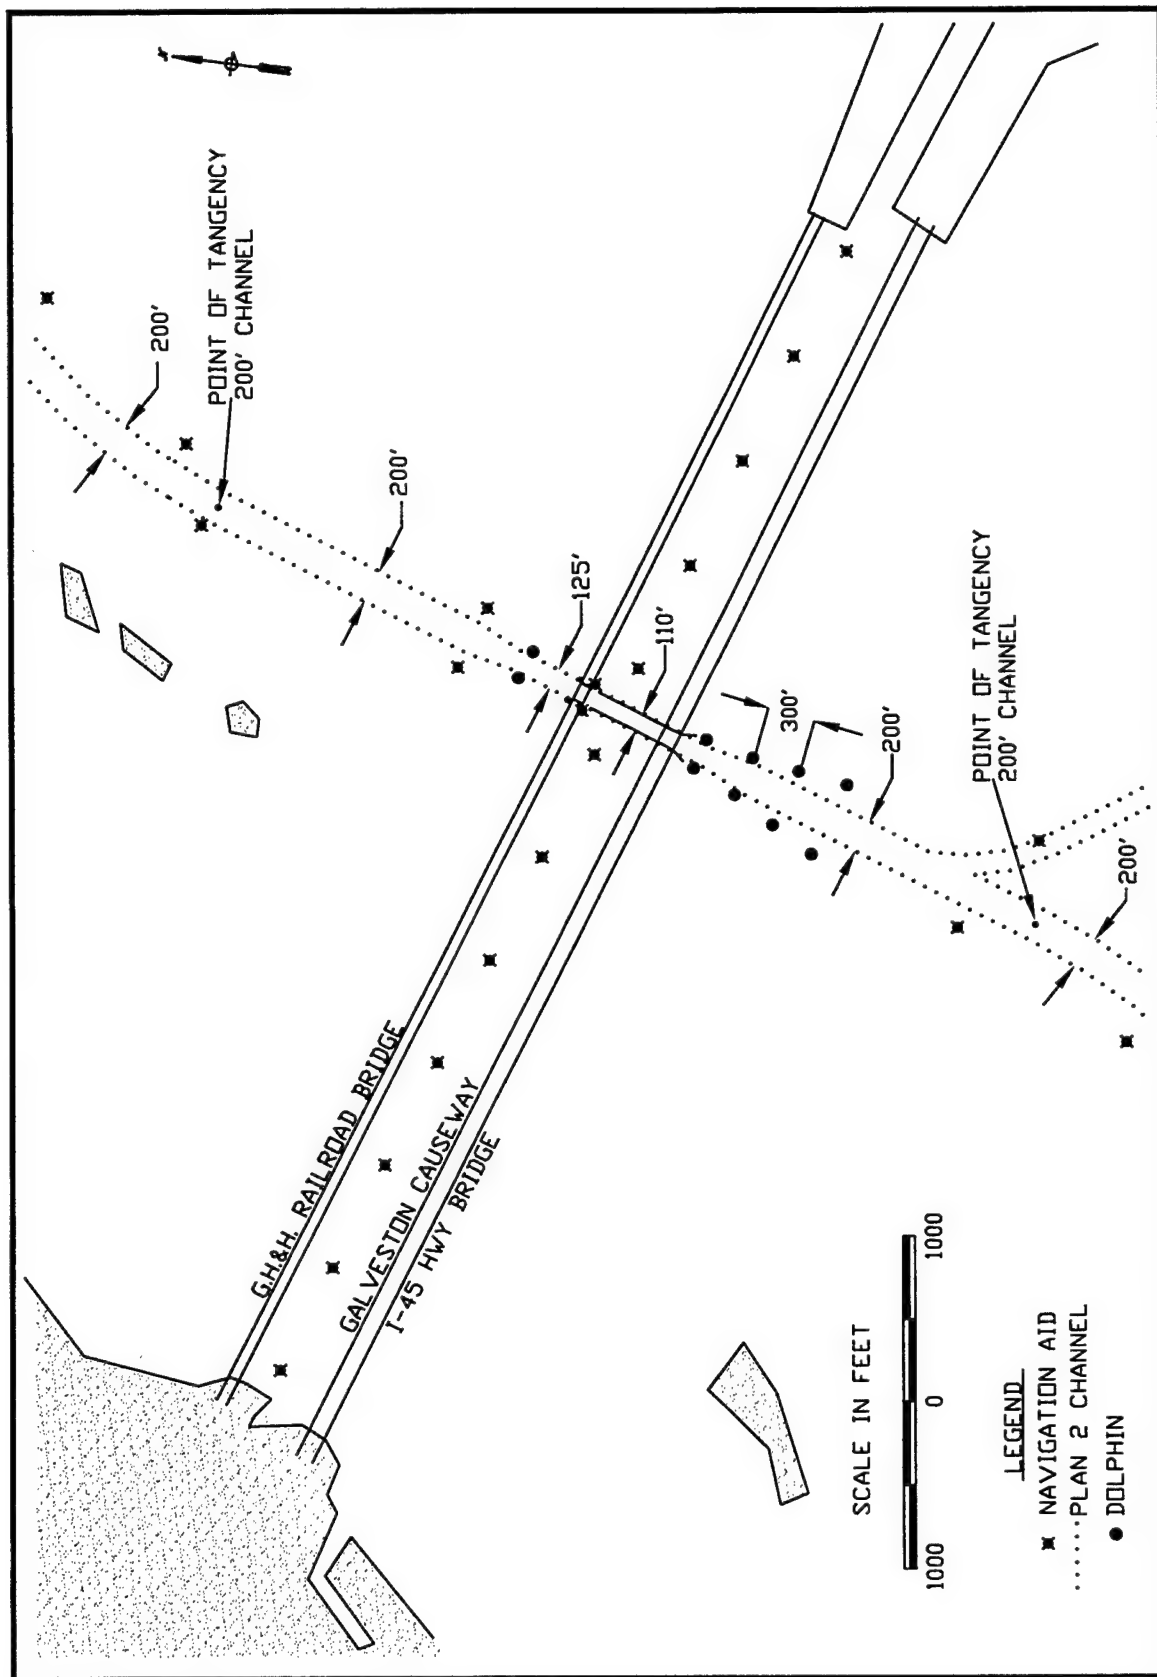 N
200'
POINT OF TANGENCY
200' CHANNEL
200'
125'
110'
300'
200'
POINT OF TANGENCY
200' CHANNEL
200'
G.H.&H. RAILROAD BRIDGE
GALVESTON CAUSEWAY
I-45 HWY BRIDGE
SCALE IN FEET
1000 0 1000
LEGEND
NAVIGATION AID
PLAN 2 CHANNEL
DOLPHIN